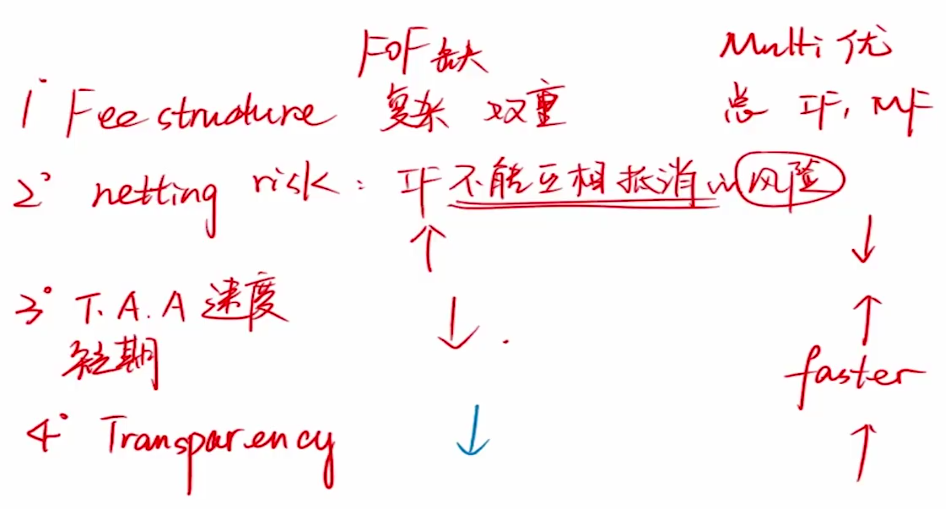 FOF 缺 Multi 优
1° Fee structure 复杂 双重 总 IF, MF
2° netting risk: IF 不能互相抵消的风险
↑ ↓
3° T.A.A 速度 ↓ ↑
短期 faster
4° Transparency ↓ ↑